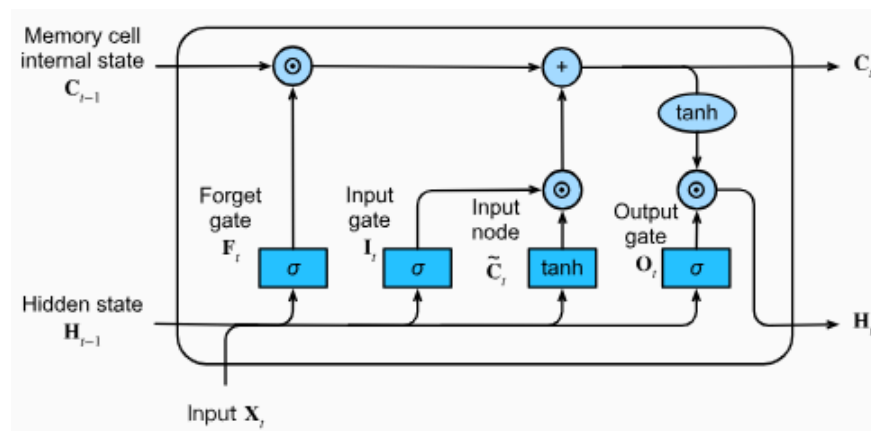 Memory cell
internal state
C_{t-1}
C_t
tanh
Forget
gate
F_t
Input
gate
I_t
Input
node
C̃_t
Output
gate
O_t
σ
σ
tanh
σ
Hidden state
H_{t-1}
H_t
Input X_t